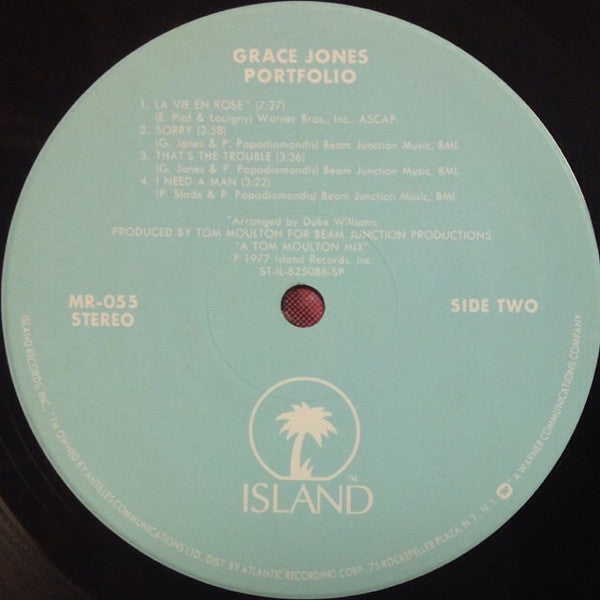 GRACE JONES
PORTFOLIO
1. LA VIE EN ROSE* (7:27)
(E. Piaf & Louigny) Warner Bros., Inc., ASCAP.
2. SORRY (3:58)
(G. Jones & P. Papadiamondis) Beam Junction Music, BMI.
3. THAT'S THE TROUBLE (3:36)
(G. Jones & P. Papadiamondis) Beam Junction Music, BMI.
4. I NEED A MAN (3:22)
(P. Slade & P. Papadiamondis) Beam Junction Music, BMI.
*Arranged by Duke Williams
PRODUCED BY TOM MOULTON FOR BEAM JUNCTION PRODUCTIONS
"A TOM MOULTON MIX"
℗ 1977 Island Records, Inc.
ST-IL-825088-SP
MR-055
STEREO
SIDE TWO
TM
ISLAND
ISLAND RECORDS, INC. – TM OWNED BY ANTILLES COMMUNICATIONS LTD. DIST. BY ATLANTIC RECORDING CORP., 75 ROCKEFELLER PLAZA, N.Y., N.Y. A WARNER COMMUNICATIONS COMPANY